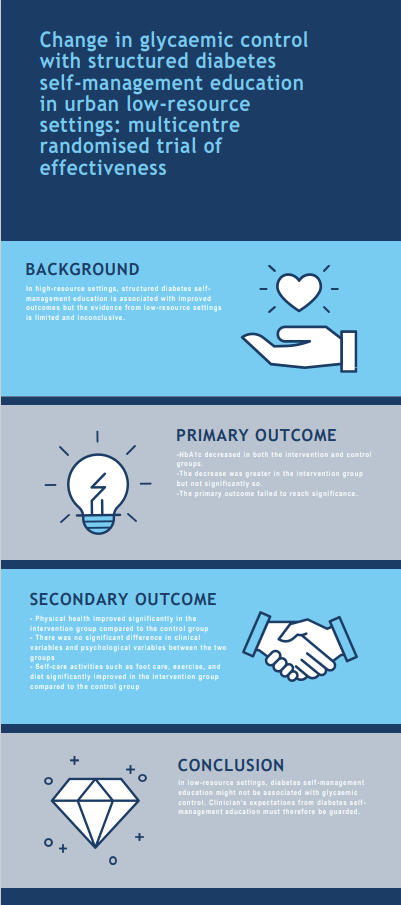 Change in glycaemic control
with structured diabetes
self-management education
in urban low-resource
settings: multicentre
randomised trial of
effectiveness
BACKGROUND
In high-resource settings, structured diabetes self-
management education is associated with improved
outcomes but the evidence from low-resource settings
is limited and inconclusive.
PRIMARY OUTCOME
-HbA1c decreased in both the intervention and control
groups.
-The decrease was greater in the intervention group
but not significantly so.
-The primary outcome failed to reach significance.
SECONDARY OUTCOME
- Physical health improved significantly in the
intervention group compared to the control group
- There was no significant difference in clinical
variables and psychological variables between the two
groups
- Self-care activities such as foot care, exercise, and
diet significantly improved in the intervention group
compared to the control group
CONCLUSION
In low-resource settings, diabetes self-management
education might not be associated with glycaemic
control. Clinician's expectations from diabetes self-
management education must therefore be guarded.